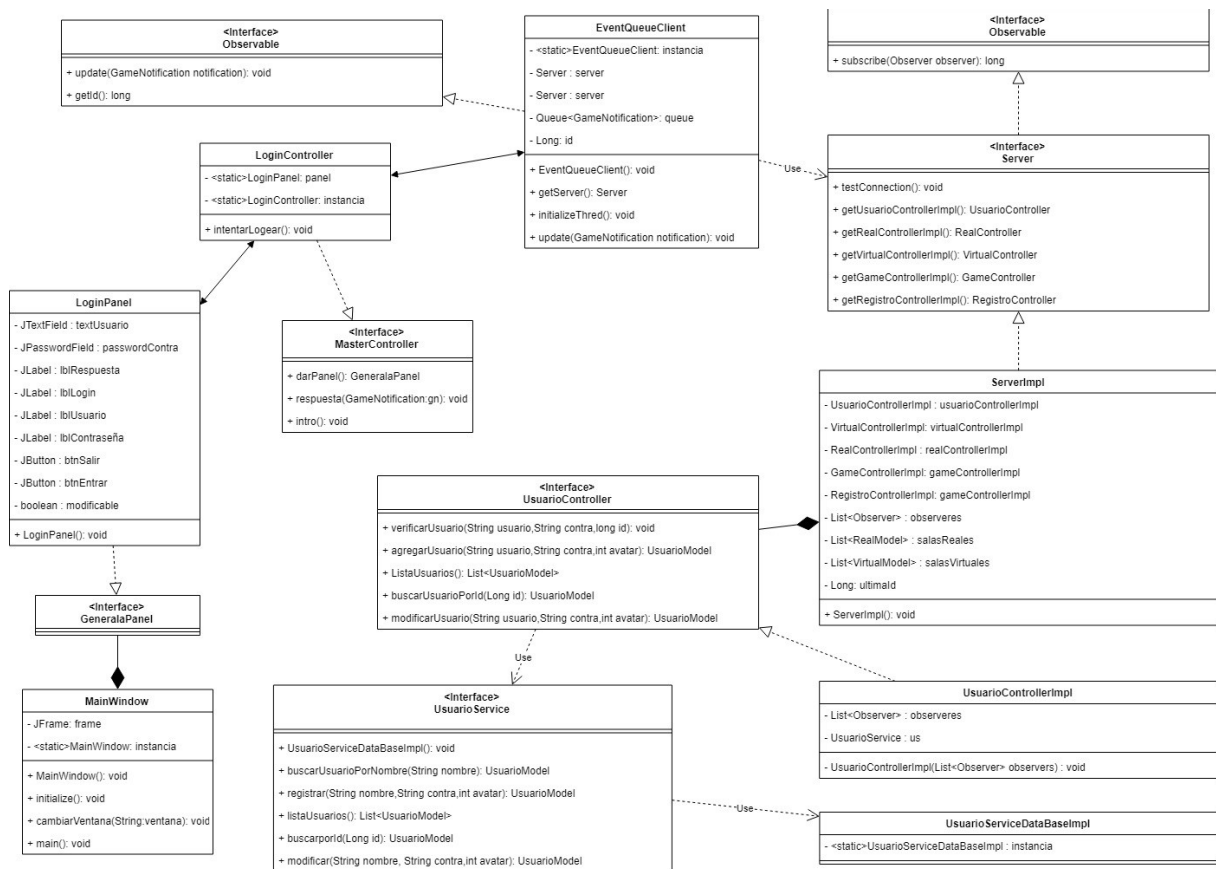 <Interface>
Observable
+ update(GameNotification notification): void
+ getId(): long
EventQueueClient
- <static>EventQueueClient: instancia
- Server : server
- Server : server
- Queue<GameNotification>: queue
- Long: id
+ EventQueueClient(): void
+ getServer(): Server
+ initializeThred(): void
+ update(GameNotification notification): void
<Interface>
Observable
+ subscribe(Observer observer): long
Use
<Interface>
Server
+ testConnection(): void
+ getUsuarioControllerImpl(): UsuarioController
+ getRealControllerImpl(): RealController
+ getVirtualControllerImpl(): VirtualController
+ getGameControllerImpl(): GameController
+ getRegistroControllerImpl(): RegistroController
LoginController
- <static>LoginPanel: panel
- <static>LoginController: instancia
+ intentarLogear(): void
LoginPanel
- JTextField : textUsuario
- JPasswordField : passwordContra
- JLabel : lblRespuesta
- JLabel : lblLogin
- JLabel : lblUsuario
- JLabel : lblContraseña
- JButton : btnSalir
- JButton : btnEntrar
- boolean : modificable
+ LoginPanel(): void
<Interface>
MasterController
+ darPanel(): GeneralaPanel
+ respuesta(GameNotification:gn): void
+ intro(): void
ServerImpl
- UsuarioControllerImpl : usuarioControllerImpl
- VirtualControllerImpl: virtualControllerImpl
- RealControllerImpl : realControllerImpl
- GameControllerImpl: gameControllerImpl
- RegistroControllerImpl: gameControllerImpl
- List<Observer> : observeres
- List<RealModel> : salasReales
- List<VirtualModel> : salasVirtuales
- Long: ultimaId
+ ServerImpl(): void
<Interface>
UsuarioController
+ verificarUsuario(String usuario,String contra,long id): void
+ agregarUsuario(String usuario,String contra,int avatar): UsuarioModel
+ ListaUsuarios(): List<UsuarioModel>
+ buscarUsuarioPorId(Long id): UsuarioModel
+ modificarUsuario(String usuario,String contra,int avatar): UsuarioModel
<Interface>
GeneralaPanel
Use
MainWindow
- JFrame: frame
- <static>MainWindow: instancia
+ MainWindow(): void
+ initialize(): void
+ cambiarVentana(String:ventana): void
+ main(): void
<Interface>
UsuarioService
+ UsuarioServiceDataBaseImpl(): void
+ buscarUsuarioPorNombre(String nombre): UsuarioModel
+ registrar(String nombre,String contra,int avatar): UsuarioModel
+ listaUsuarios(): List<UsuarioModel>
+ buscarporId(Long id): UsuarioModel
+ modificar(String nombre, String contra,int avatar): UsuarioModel
UsuarioControllerImpl
- List<Observer> : observeres
- UsuarioService : us
- UsuarioControllerImpl(List<Observer> observers) : void
Use
UsuarioServiceDataBaseImpl
- <static>UsuarioServiceDataBaseImpl : instancia